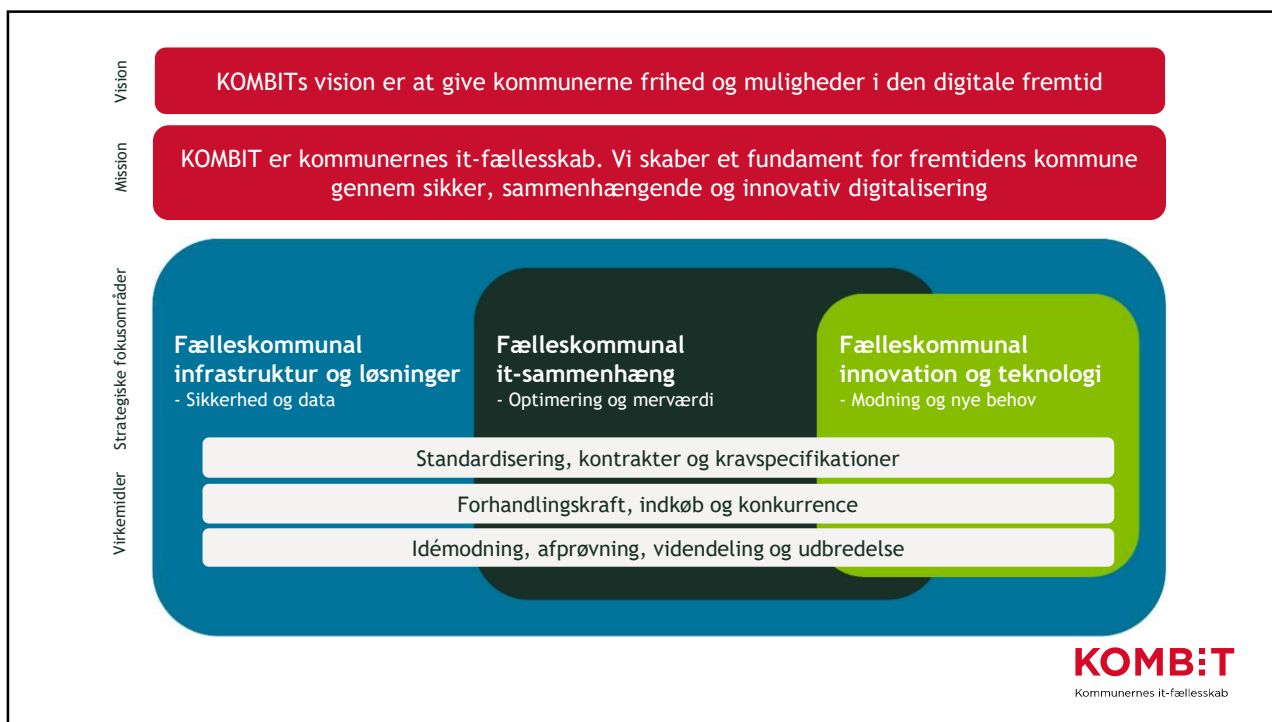 Vision
KOMBITs vision er at give kommunerne frihed og muligheder i den digitale fremtid
Mission
KOMBIT er kommunernes it-fællesskab. Vi skaber et fundament for fremtidens kommune
gennem sikker, sammenhængende og innovativ digitalisering
Strategiske fokusområder
Fælleskommunal
infrastruktur og løsninger
- Sikkerhed og data
Fælleskommunal
it-sammenhæng
- Optimering og merværdi
Fælleskommunal
innovation og teknologi
- Modning og nye behov
Virkemidler
Standardisering, kontrakter og kravspecifikationer
Forhandlingskraft, indkøb og konkurrence
Idémodning, afprøvning, videndeling og udbredelse
KOMBIT
Kommunernes it-fællesskab